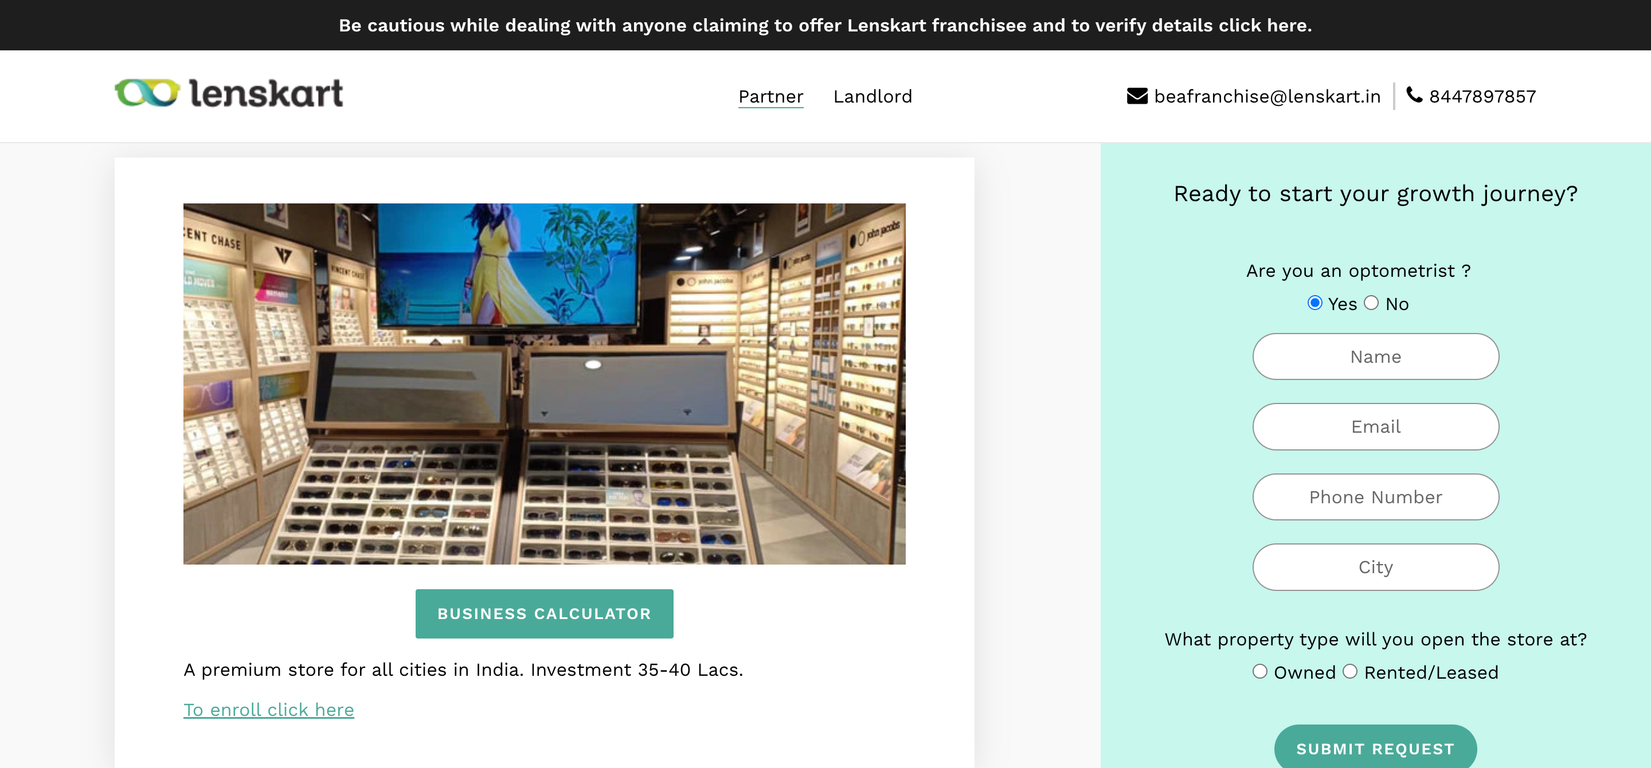 Be cautious while dealing with anyone claiming to offer Lenskart franchisee and to verify details click here.
lenskart
Partner Landlord
beafranchise@lenskart.in 8447897857
VINCENT CHASE
john jacobs
john jacobs
A premium store for all cities in India. Investment 35-40 Lacs.
To enroll click here
BUSINESS CALCULATOR
Ready to start your growth journey?
Are you an optometrist ?
Yes No
Name
Email
Phone Number
City
What property type will you open the store at?
Owned Rented/Leased
SUBMIT REQUEST